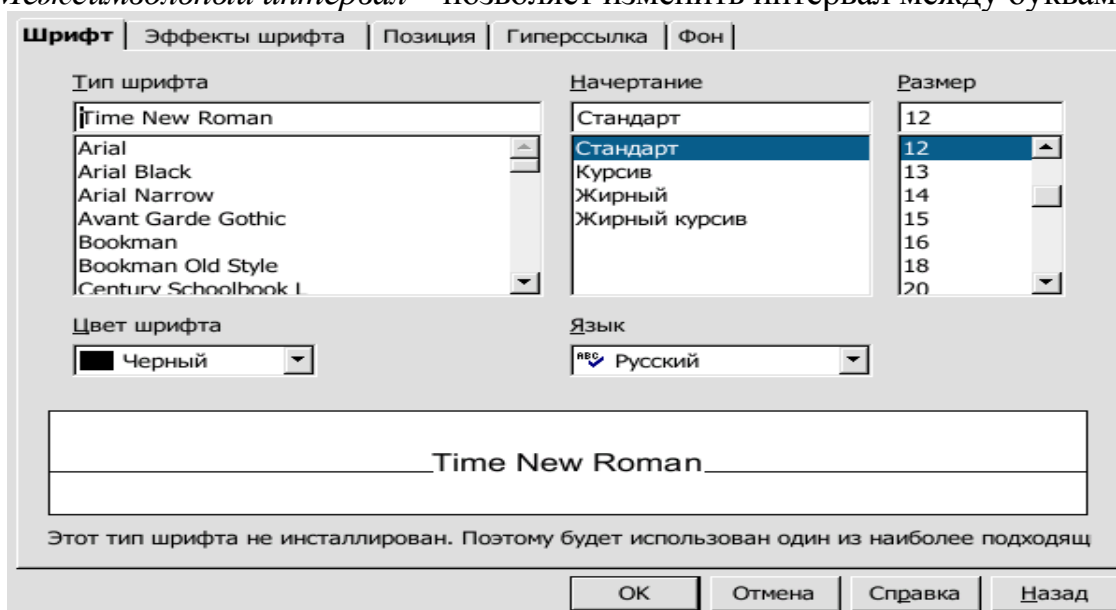 Межсимвольный интервал – позволяет изменить интервал между буквам
Шрифт Эффекты шрифта Позиция Гиперссылка Фон
Тип шрифта Начертание Размер
Time New Roman Стандарт 12
Arial Стандарт 12
Arial Black Курсив 13
Arial Narrow Жирный 14
Avant Garde Gothic Жирный курсив 15
Bookman 16
Bookman Old Style 18
Century Schoolbook L 20
Цвет шрифта Язык
Черный ABC Русский
Time New Roman
Этот тип шрифта не инсталлирован. Поэтому будет использован один из наиболее подходящ
OK Отмена Справка Назад